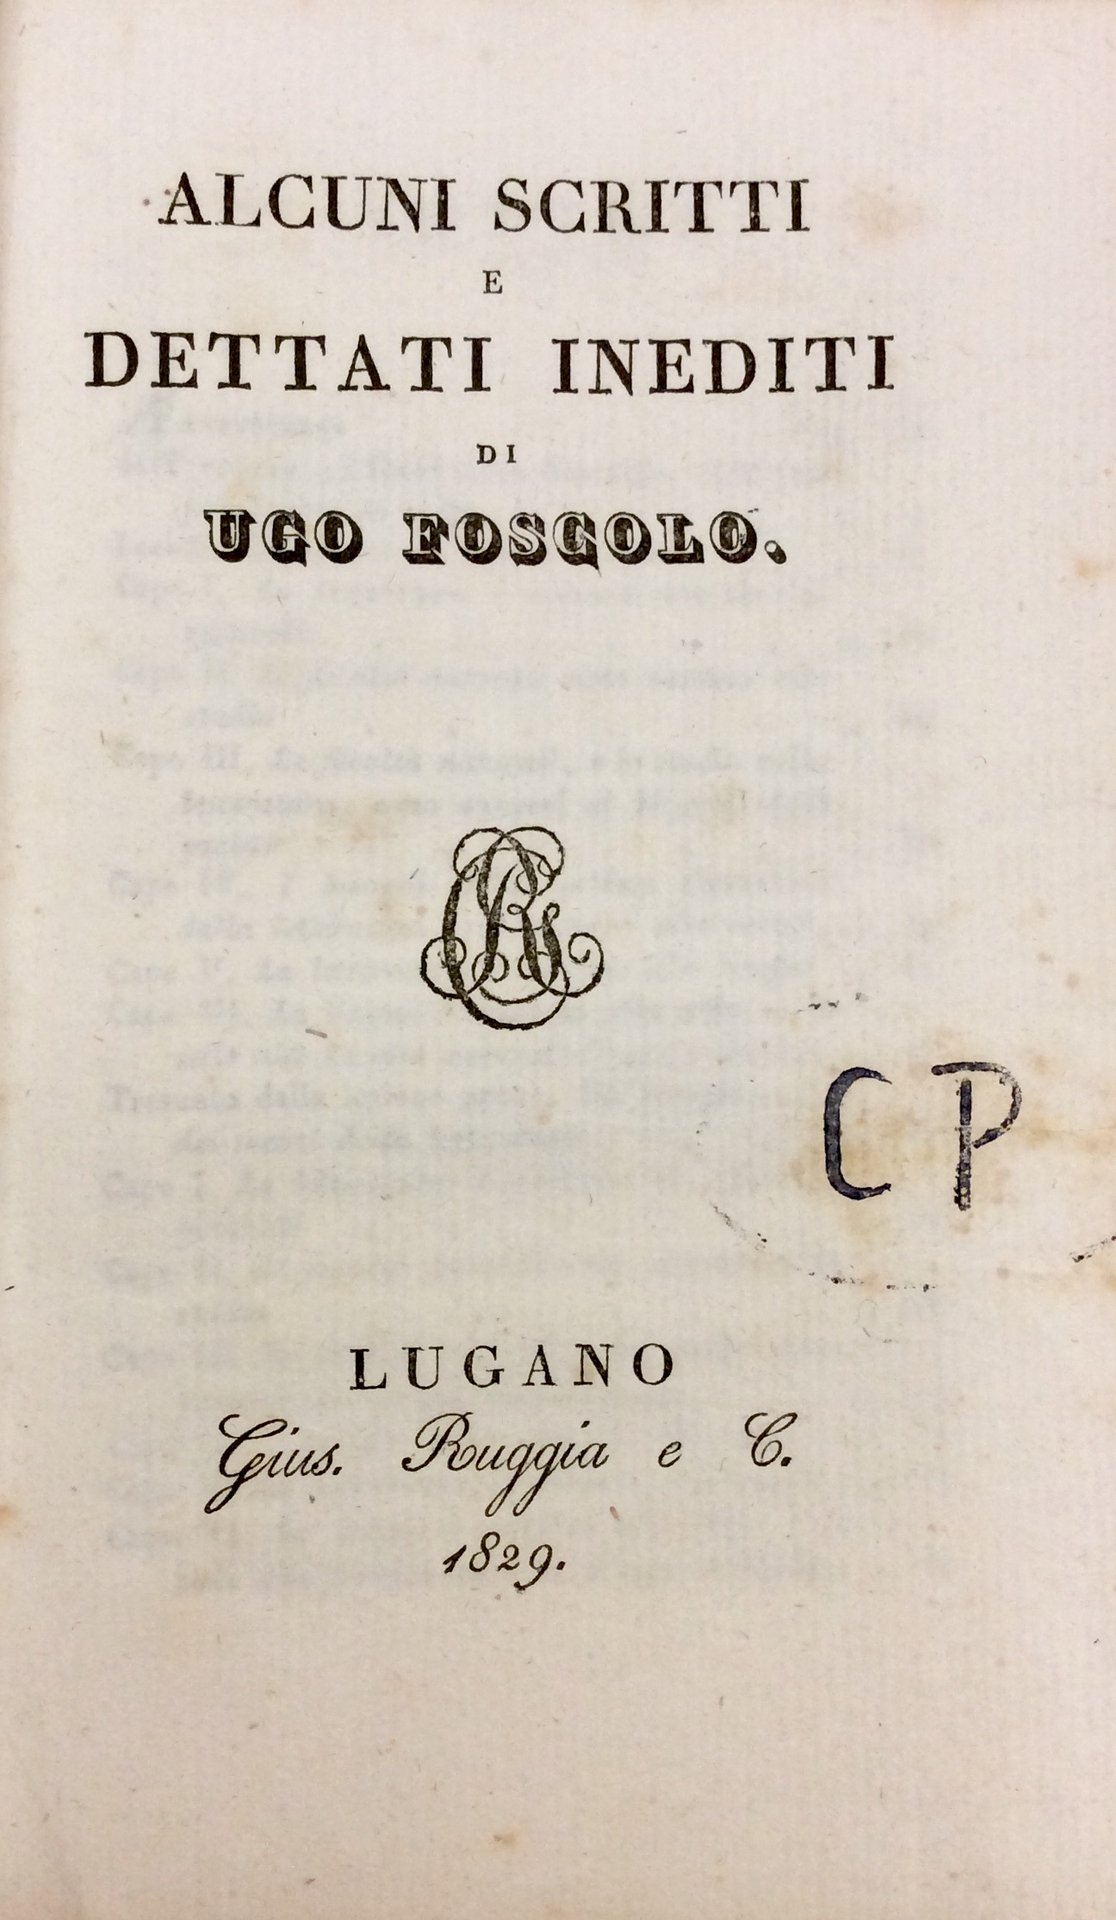 ALCUNI SCRITTI
E
DETTATI INEDITI
DI
UGO FOSCOLO.
CP
LUGANO
Gius. Ruggia e C.
1829.